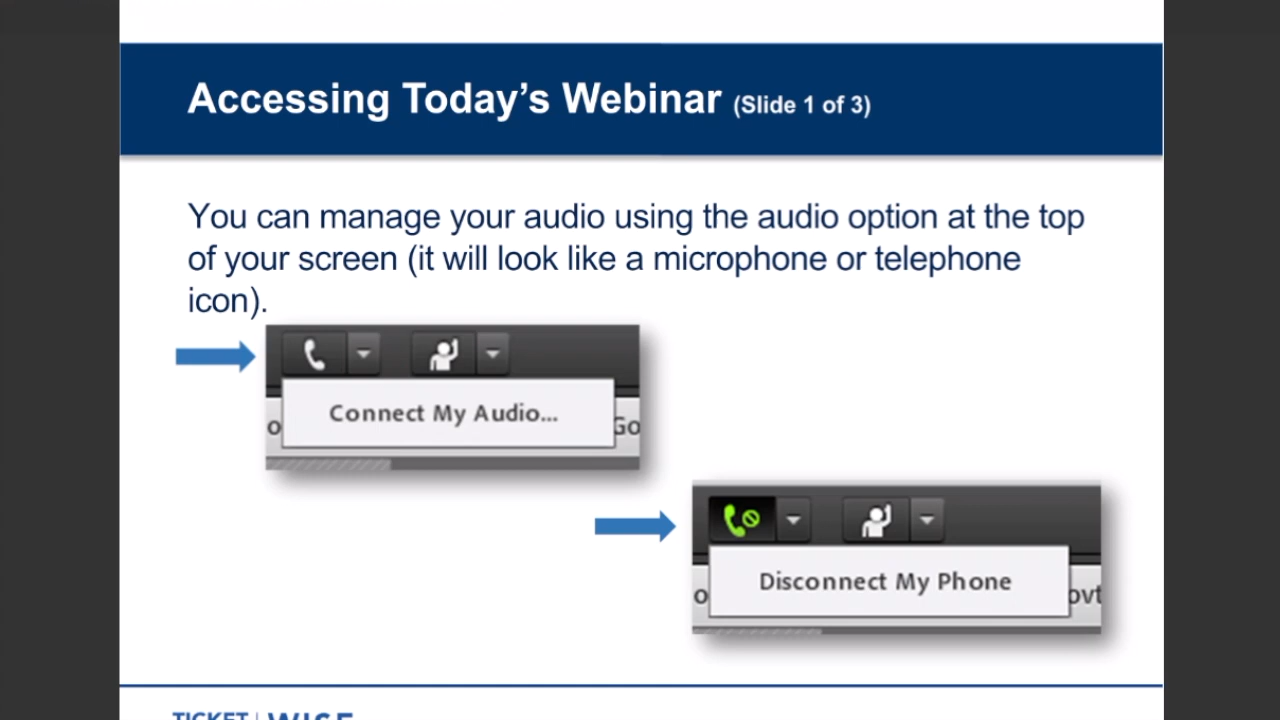 Accessing Today's Webinar (Slide 1 of 3)
You can manage your audio using the audio option at the top
of your screen (it will look like a microphone or telephone
icon).
Connect My Audio...
o
Go
Disconnect My Phone
o
ovt
TICKET | WISE